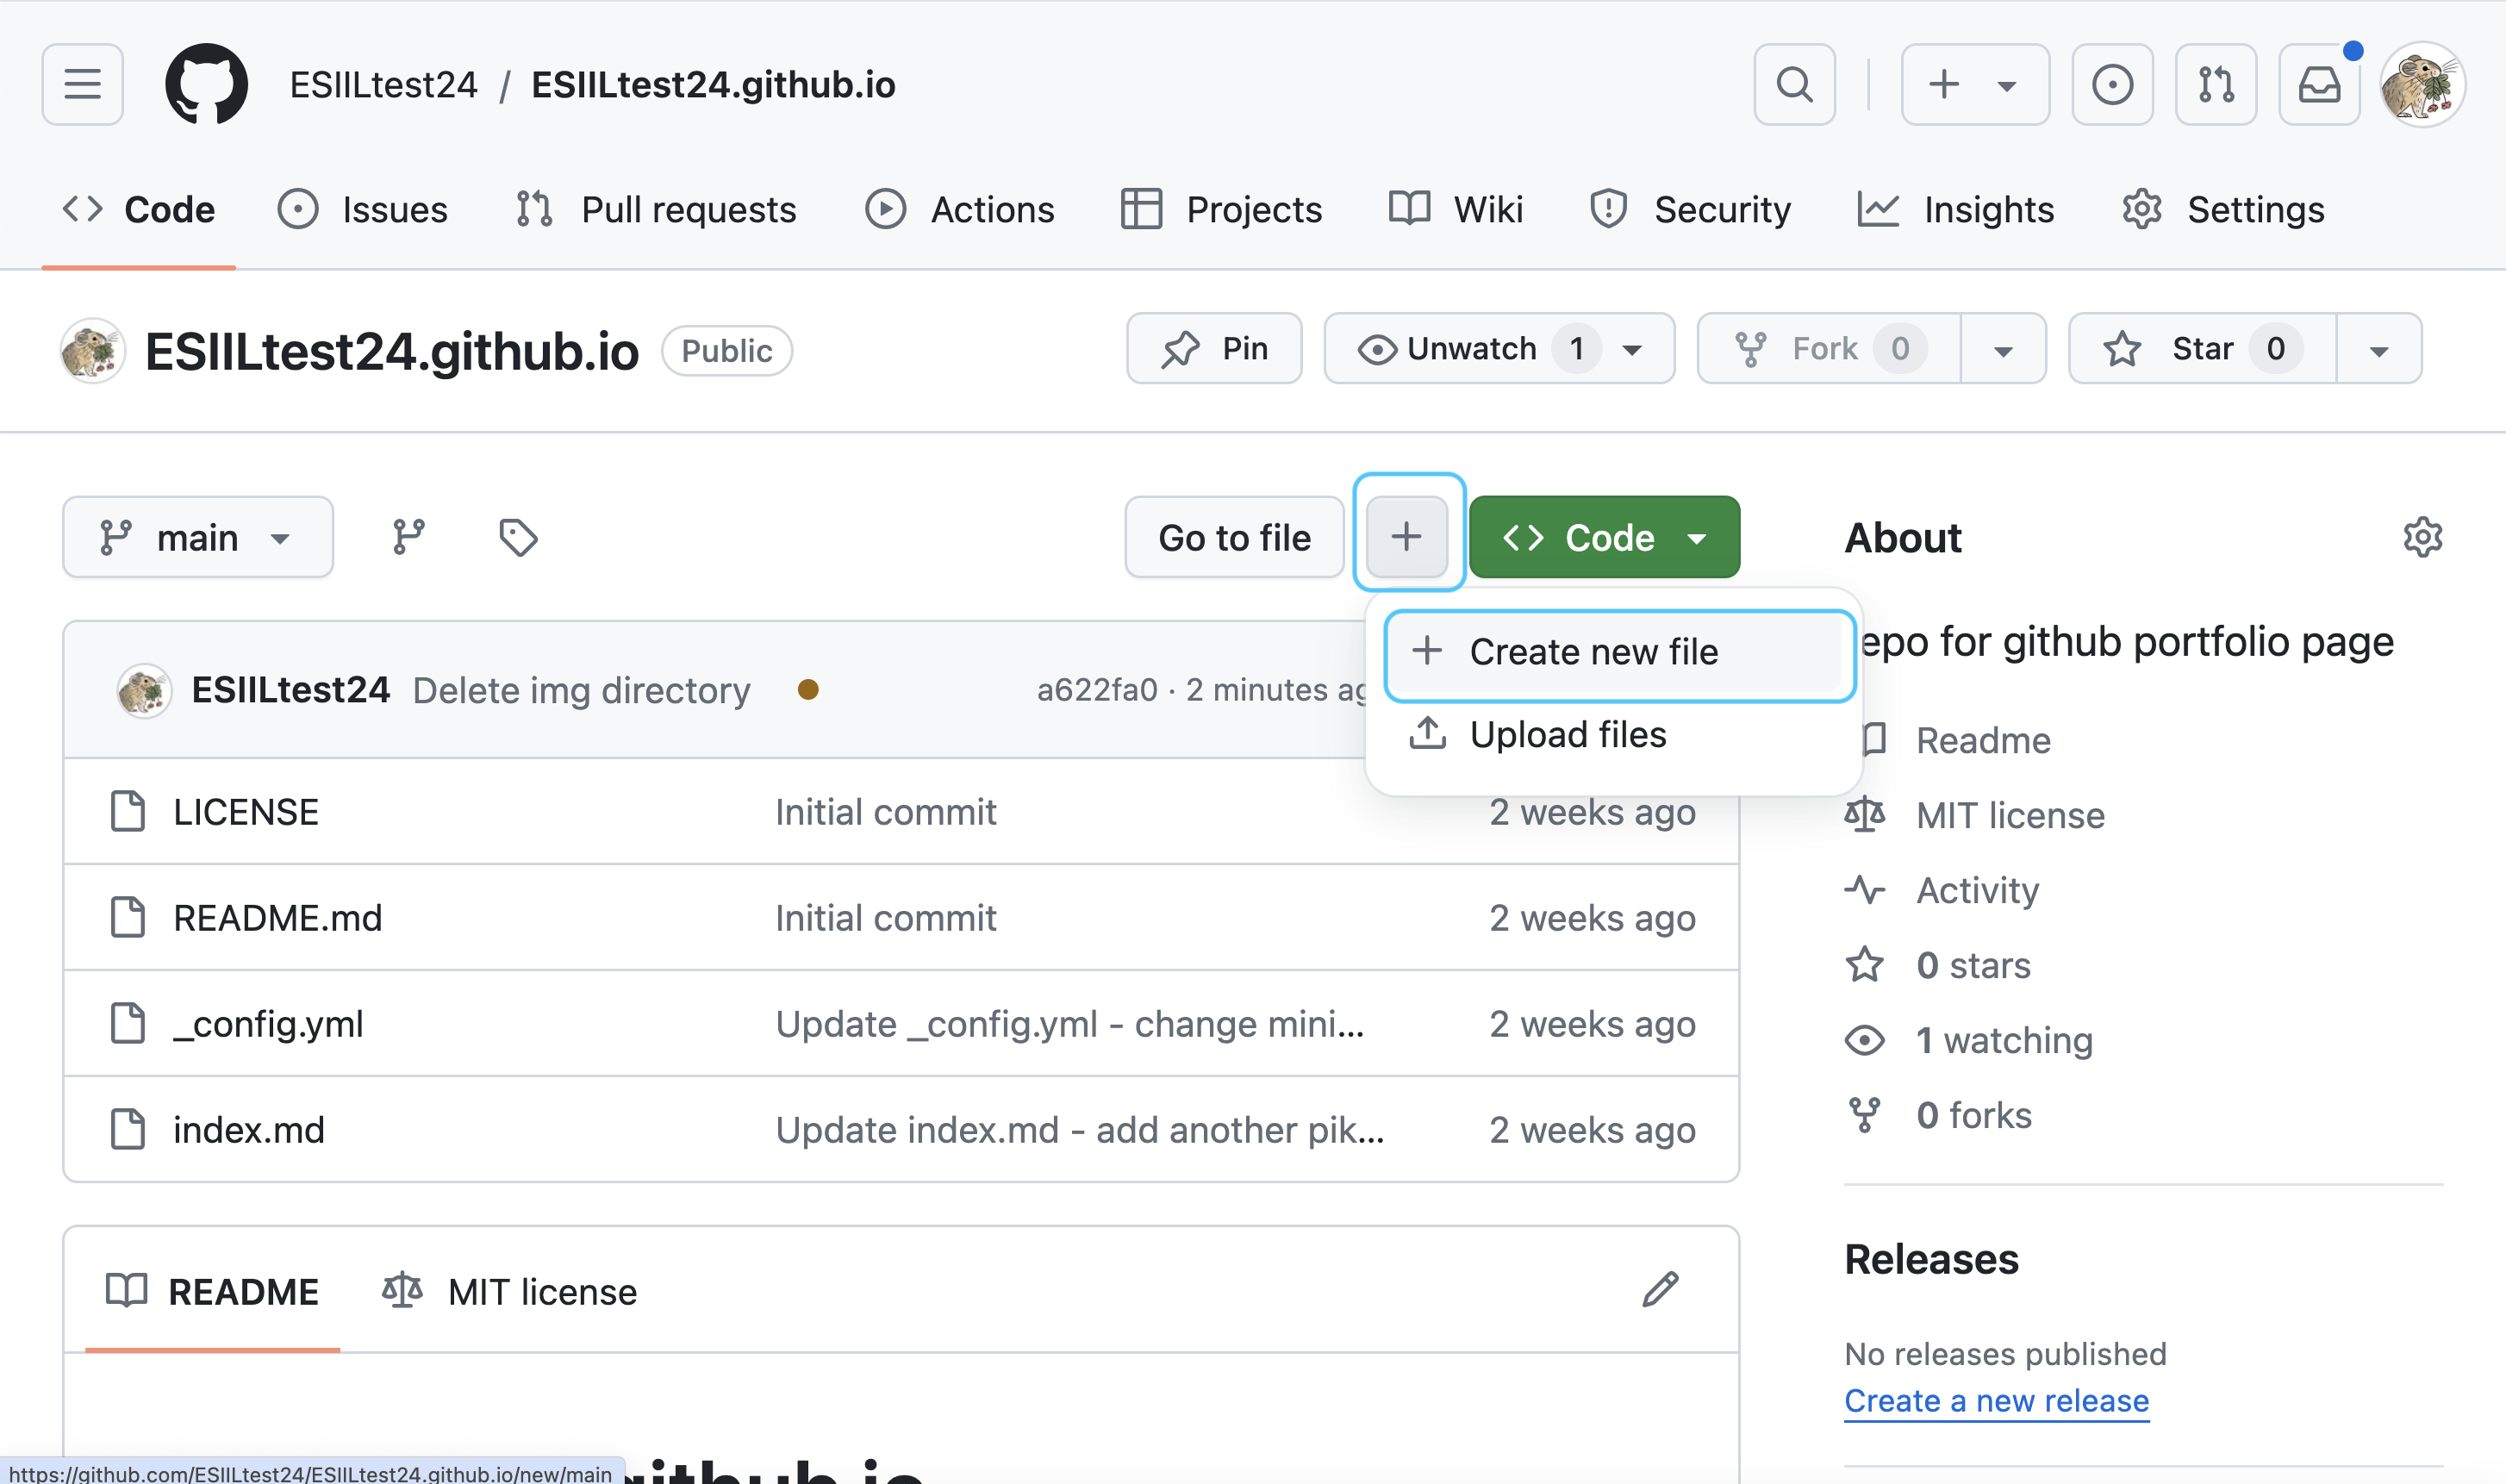 ESIILtest24 / ESIILtest24.github.io
Code Issues Pull requests Actions Projects Wiki Security Insights Settings
ESIILtest24.github.io Public Pin Unwatch 1 Fork 0 Star 0
main Go to file Code
Create new file
Upload files
ESIILtest24 Delete img directory a622fa0 · 2 minutes ag
LICENSE Initial commit 2 weeks ago
README.md Initial commit 2 weeks ago
_config.yml Update _config.yml - change mini... 2 weeks ago
index.md Update index.md - add another pik... 2 weeks ago
README MIT license
github.io
https://github.com/ESIILtest24/ESIILtest24.github.io/new/main
About
epo for github portfolio page
Readme
MIT license
Activity
0 stars
1 watching
0 forks
Releases
No releases published
Create a new release